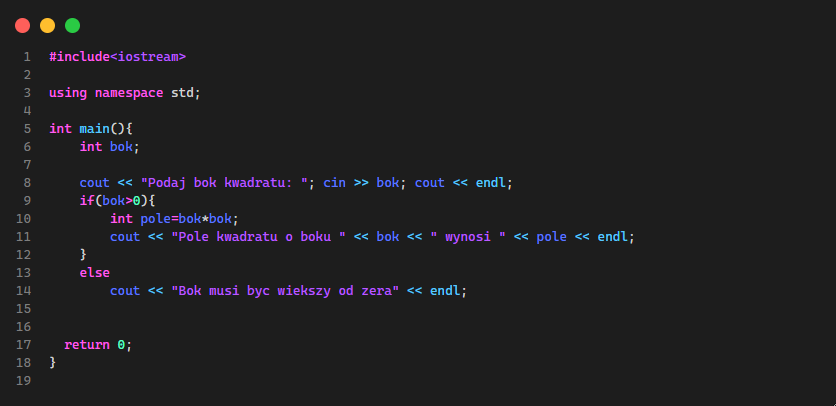 1 #include<iostream>
2
3 using namespace std;
4
5 int main(){
6     int bok;
7
8     cout << "Podaj bok kwadratu: "; cin >> bok; cout << endl;
9     if(bok>0){
10         int pole=bok*bok;
11         cout << "Pole kwadratu o boku " << bok << " wynosi " << pole << endl;
12     }
13     else
14         cout << "Bok musi byc wiekszy od zera" << endl;
15
16
17   return 0;
18 }
19